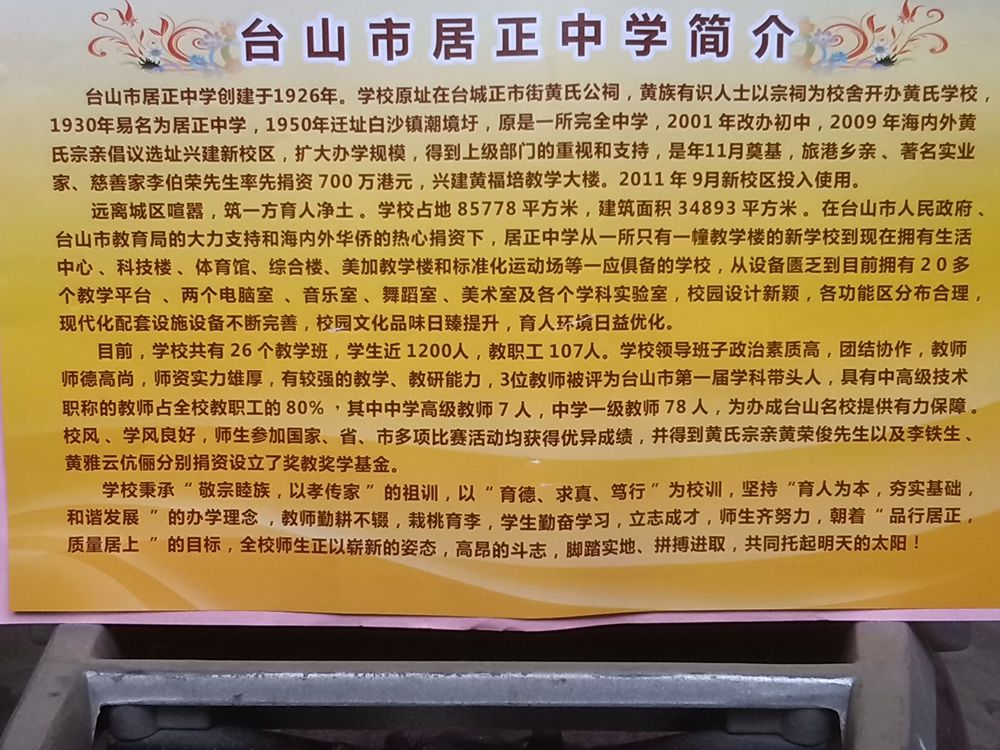 台山市居正中学简介
台山市居正中学创建于1926年。学校原址在台城正市街黄氏公祠，黄族有识人士以宗祠为校舍开办黄氏学校，
1930年易名为居正中学，1950年迁址白沙镇潮境圩，原是一所完全中学，2001年改办初中，2009年海内外黄
氏宗亲倡议选址兴建新校区，扩大办学规模，得到上级部门的重视和支持，是年11月奠基，旅港乡亲、著名实业
家、慈善家李伯荣先生率先捐资700万港元，兴建黄福培教学大楼。2011年9月新校区投入使用。
远离城区喧嚣，筑一方育人净土。学校占地85778平方米，建筑面积34893平方米。在台山市人民政府、
台山市教育局的大力支持和海内外华侨的热心捐资下，居正中学从一所只有一幢教学楼的新学校到现在拥有生活
中心、科技楼、体育馆、综合楼、美加教学楼和标准化运动场等一应俱备的学校，从设备匮乏到目前拥有20多
个教学平台、两个电脑室、音乐室、舞蹈室、美术室及各个学科实验室，校园设计新颖，各功能区分布合理，
现代化配套设施设备不断完善，校园文化品味日臻提升，育人环境日益优化。
目前，学校共有26个教学班，学生近1200人，教职工107人。学校领导班子政治素质高，团结协作，教师
师德高尚，师资实力雄厚，有较强的教学、教研能力，3位教师被评为台山市第一届学科带头人，具有中高级技术
职称的教师占全校教职工的80%，其中中学高级教师7人，中学一级教师78人，为办成台山名校提供有力保障。
校风、学风良好，师生参加国家、省、市多项比赛活动均获得优异成绩，并得到黄氏宗亲黄荣俊先生以及李铁生、
黄雅云伉俪分别捐资设立了奖教奖学基金。
学校秉承“敬宗睦族，以孝传家”的祖训，以“育德、求真、笃行”为校训，坚持“育人为本，夯实基础，
和谐发展”的办学理念，教师勤耕不辍，栽桃育李，学生勤奋学习，立志成才，师生齐努力，朝着“品行居正，
质量居上”的目标，全校师生正以崭新的姿态，高昂的斗志，脚踏实地、拼搏进取，共同托起明天的太阳！